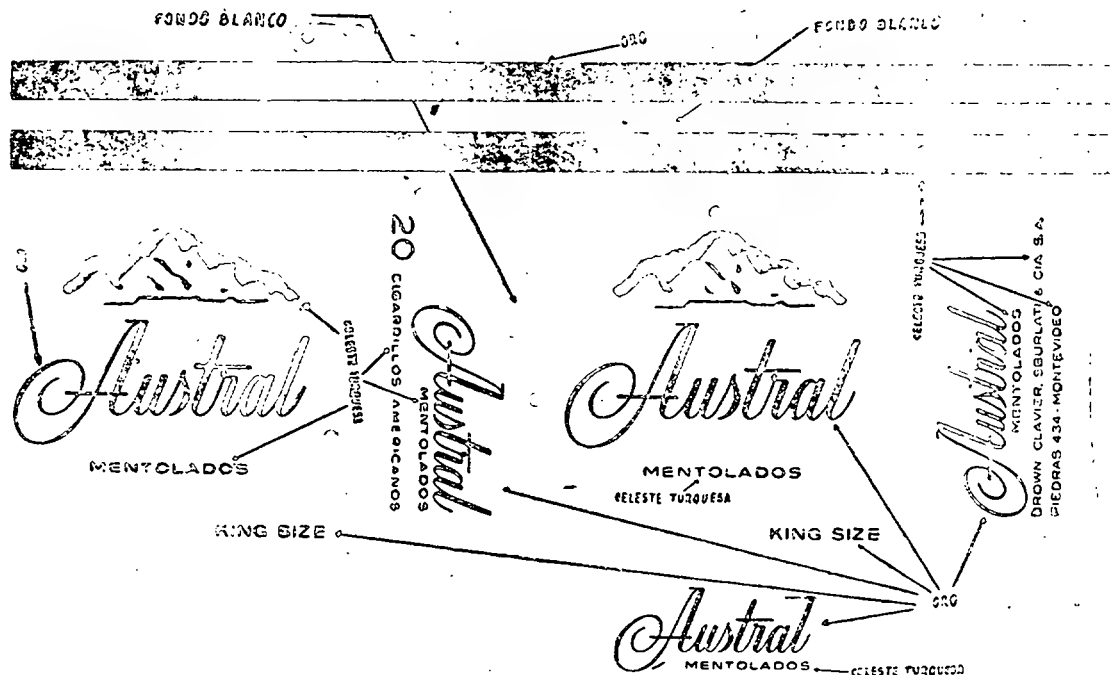 FONDO BLANCO
ORO
FONDO BLANCO
ORO
Austral
MENTOLADOS
KING SIZE
CELESTE TURQUESA
20
CIGARRILLOS AMERICANOS
Austral
MENTOLADOS
Austral
MENTOLADOS
CELESTE TURQUESA
KING SIZE
CELESTE TURQUESA
Austral
MENTOLADOS
BROWN CLAVIER, SBURLATI & CIA S.A.
PIEDRAS 434 - MONTEVIDEO
ORO
Austral
MENTOLADOS
CELESTE TURQUESA